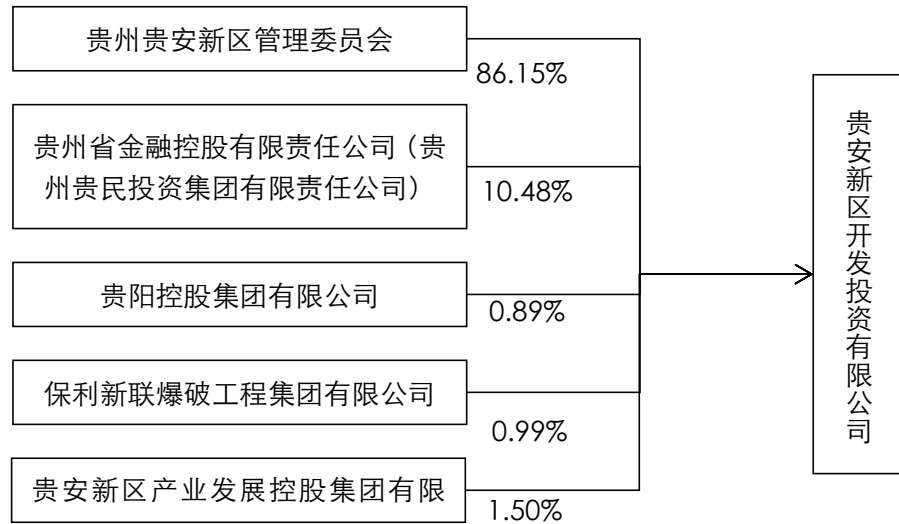 贵州贵安新区管理委员会
86.15%
贵州省金融控股有限责任公司（贵
州贵民投资集团有限责任公司）
10.48%
贵阳控股集团有限公司
0.89%
保利新联爆破工程集团有限公司
0.99%
贵安新区产业发展控股集团有限
1.50%
贵安新区开发投资有限公司